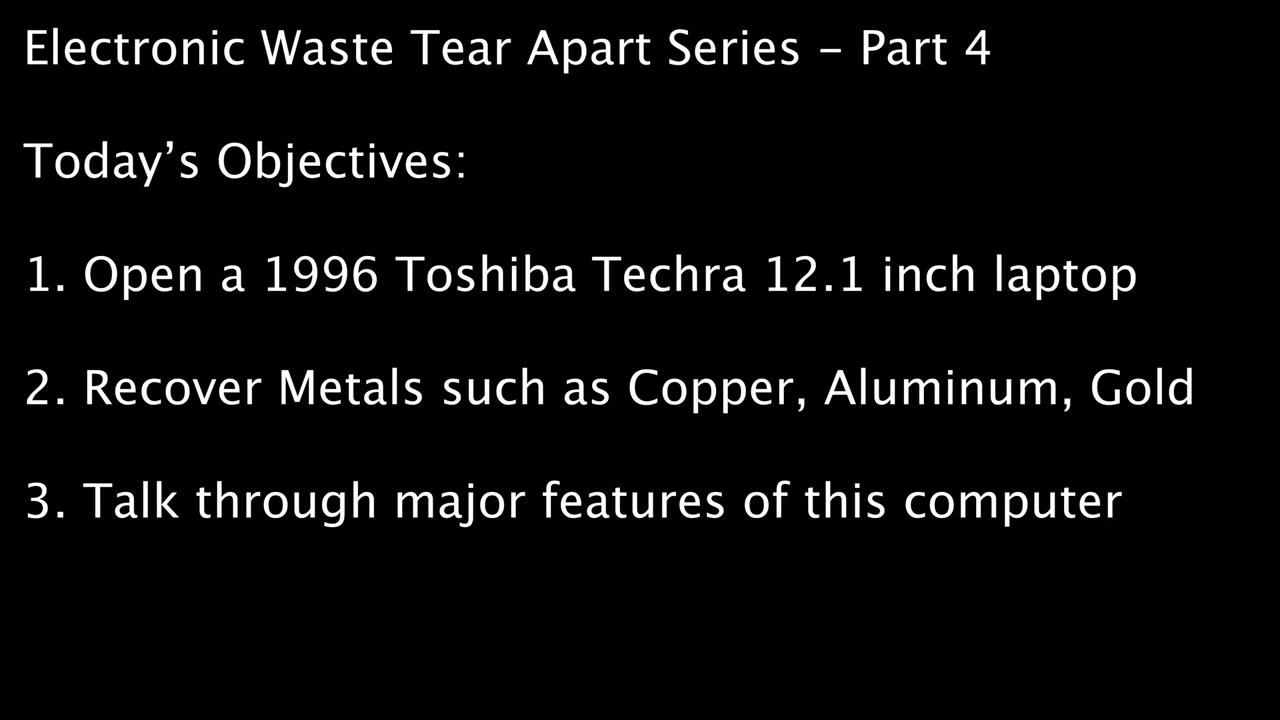 Electronic Waste Tear Apart Series – Part 4
Today’s Objectives:
1. Open a 1996 Toshiba Techra 12.1 inch laptop
2. Recover Metals such as Copper, Aluminum, Gold
3. Talk through major features of this computer